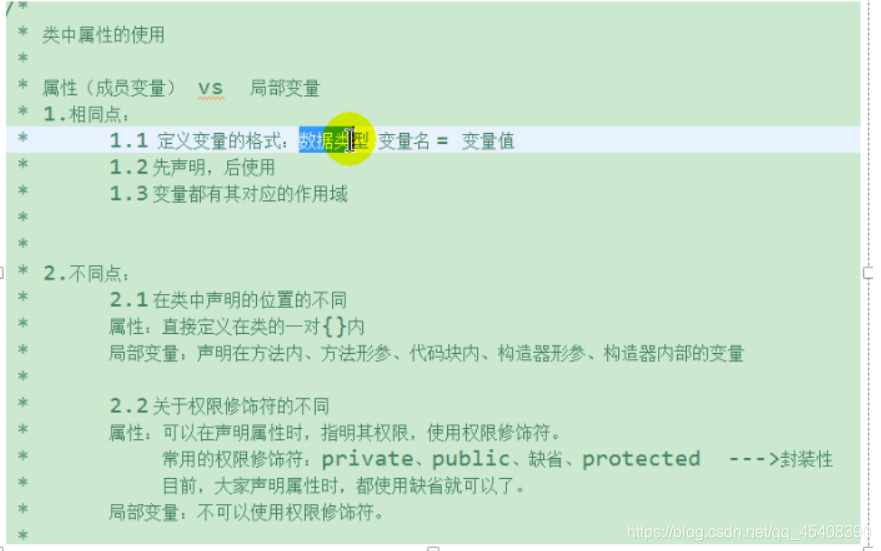 /*
* 类中属性的使用
*
* 属性（成员变量） vs 局部变量
* 1.相同点：
* 1.1 定义变量的格式：数据类型 变量名 = 变量值
* 1.2 先声明，后使用
* 1.3 变量都有其对应的作用域
*
*
* 2.不同点：
* 2.1 在类中声明的位置的不同
* 属性：直接定义在类的一对{}内
* 局部变量：声明在方法内、方法形参、代码块内、构造器形参、构造器内部的变量
*
* 2.2 关于权限修饰符的不同
* 属性：可以在声明属性时，指明其权限，使用权限修饰符。
* 常用的权限修饰符：private、public、缺省、protected --->封装性
* 目前，大家声明属性时，都使用缺省就可以了。
* 局部变量：不可以使用权限修饰符。
*
https://blog.csdn.net/qq_45408390